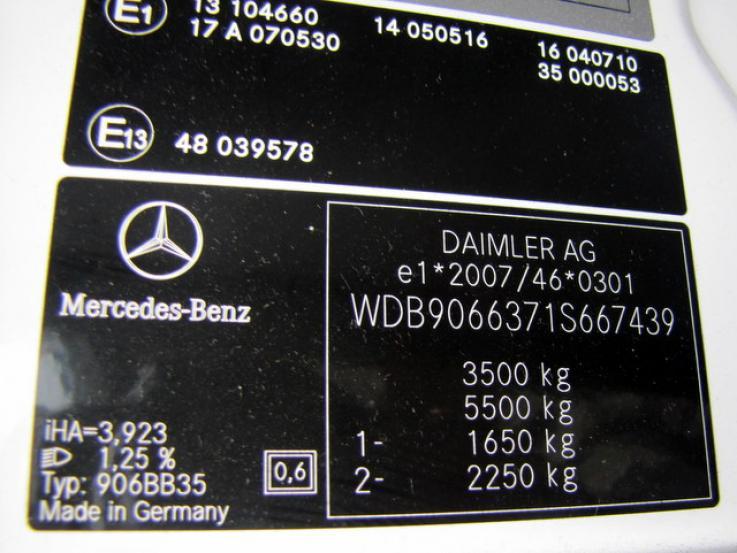 E1 13 104660 14 050516 16 040710
17 A 070530 35 000053
E13 48 039578
Mercedes-Benz
DAIMLER AG
e1*2007/46*0301
WDB9066371S667439
3500 kg
5500 kg
1- 1650 kg
2- 2250 kg
iHA=3,923
1,25 %
Typ: 906BB35
Made in Germany
0,6